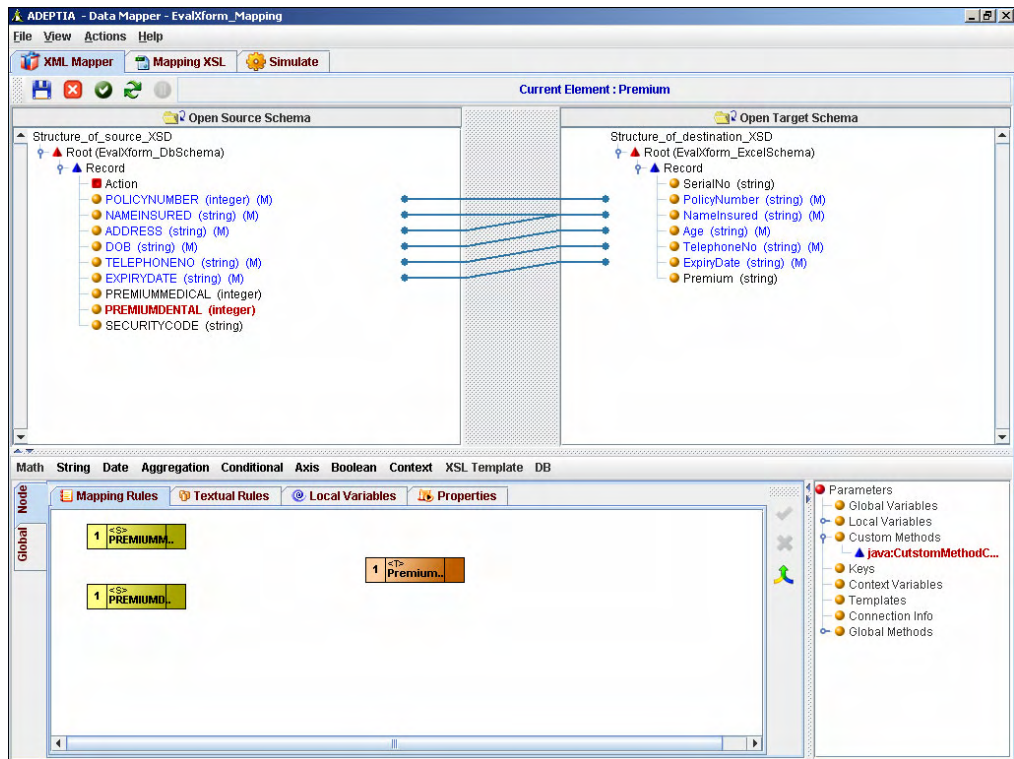 ADEPTIA - Data Mapper - EvalXform_Mapping
File View Actions Help
XML Mapper Mapping XSL Simulate
Current Element : Premium
Open Source Schema Open Target Schema
Structure_of_source_XSD
Root (EvalXform_DbSchema)
Record
Action
POLICYNUMBER (integer) (M)
NAMEINSURED (string) (M)
ADDRESS (string) (M)
DOB (string) (M)
TELEPHONENO (string) (M)
EXPIRYDATE (string) (M)
PREMIUMMEDICAL (integer)
PREMIUMDENTAL (integer)
SECURITYCODE (string)
Structure_of_destination_XSD
Root (EvalXform_ExcelSchema)
Record
SerialNo (string)
PolicyNumber (string) (M)
NameInsured (string) (M)
Age (string) (M)
TelephoneNo (string) (M)
ExpiryDate (string) (M)
Premium (string)
Math String Date Aggregation Conditional Axis Boolean Context XSL Template DB
Node
Global
Mapping Rules Textual Rules Local Variables Properties
1 <S> PREMIUMM..
1 <T> Premium..
1 <S> PREMIUMD..
Parameters
Global Variables
Local Variables
Custom Methods
java:CutstomMethodC...
Keys
Context Variables
Templates
Connection Info
Global Methods